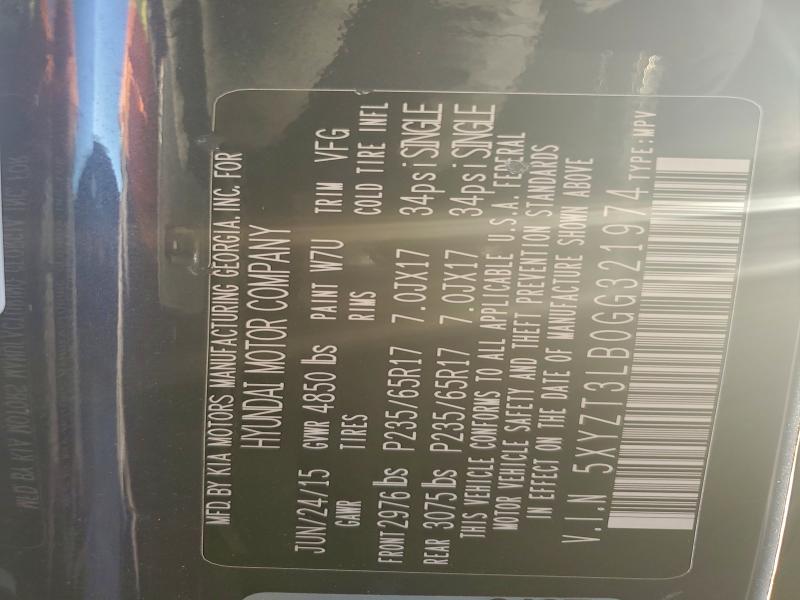 MFD. BY KIA MOTORS MANUFACTURING GEORGIA, INC. FOR
HYUNDAI MOTOR COMPANY
JUN/24/15 GVWR 4850 lbs PAINT W7U TRIM VFG
GAWR TIRES RIMS COLD TIRE INFL
FRONT 2976 lbs P235/65R17 7.0JX17 34psi SINGLE
REAR 3075 lbs P235/65R17 7.0JX17 34psi SINGLE
THIS VEHICLE CONFORMS TO ALL APPLICABLE U.S.A. FEDERAL
MOTOR VEHICLE SAFETY AND THEFT PREVENTION STANDARDS
IN EFFECT ON THE DATE OF MANUFACTURE SHOWN ABOVE
V.I.N 5XYZT3LB0GG321974 TYPE:MPV